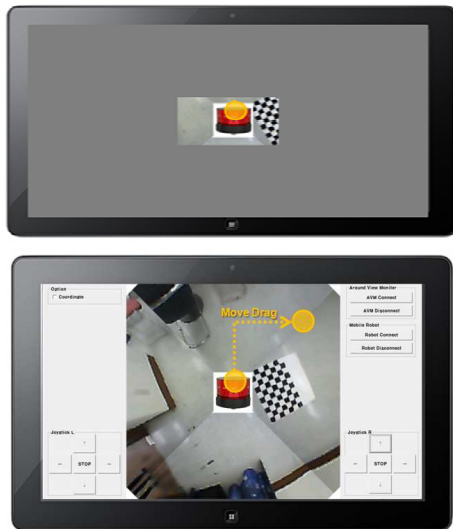 Option
Coordinate
Move Drag
Around View Moniter
AVM Connect
AVM Disconnect
Mobile Robot
Robot Connect
Robot Disconnect
Joystick L
STOP
Joystick R
STOP